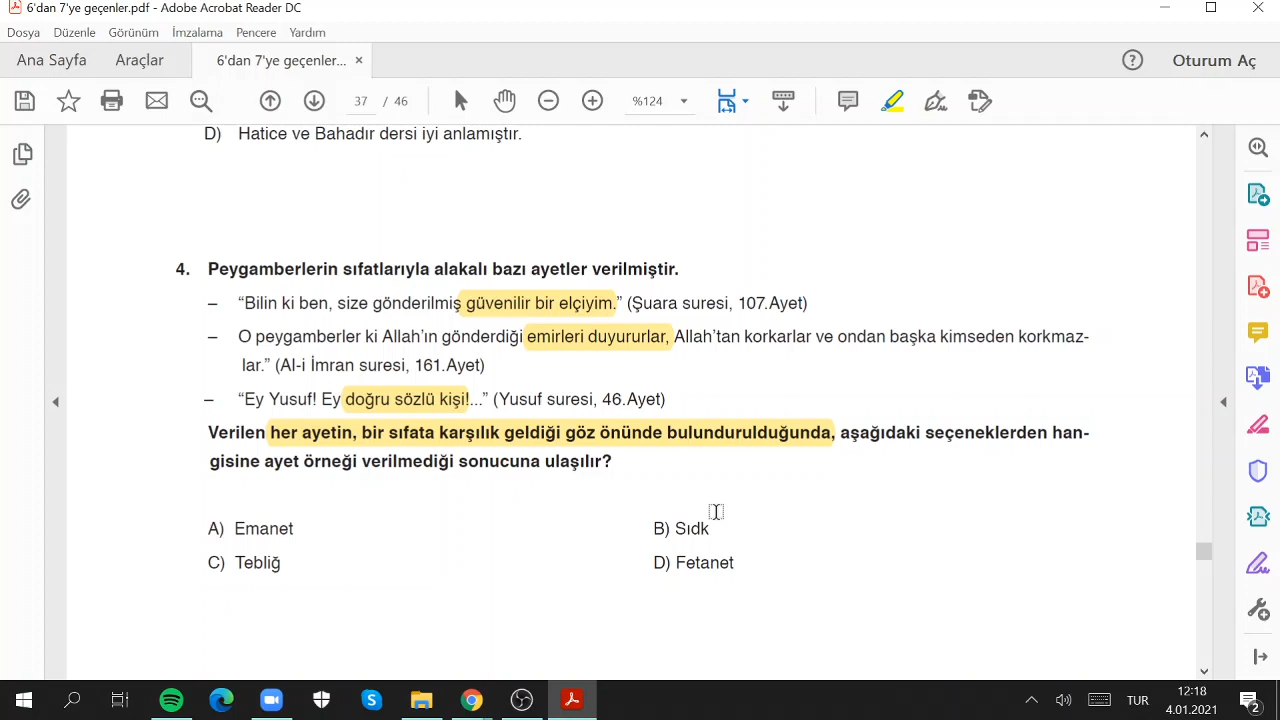 6'dan 7'ye geçenler.pdf - Adobe Acrobat Reader DC
Dosya Düzenle Görünüm İmzalama Pencere Yardım
Ana Sayfa Araçlar 6'dan 7'ye geçenler... × ? Oturum Aç
37 / 46 %124
D) Hatice ve Bahadır dersi iyi anlamıştır.
4. Peygamberlerin sıfatlarıyla alakalı bazı ayetler verilmiştir.
– “Bilin ki ben, size gönderilmiş güvenilir bir elçiyim.” (Şuara suresi, 107.Ayet)
– O peygamberler ki Allah’ın gönderdiği emirleri duyururlar, Allah’tan korkarlar ve ondan başka kimseden korkmaz-
lar.” (Al-i İmran suresi, 161.Ayet)
– “Ey Yusuf! Ey doğru sözlü kişi!...” (Yusuf suresi, 46.Ayet)
Verilen her ayetin, bir sıfata karşılık geldiği göz önünde bulundurulduğunda, aşağıdaki seçeneklerden han-
gisine ayet örneği verilmediği sonucuna ulaşılır?
A) Emanet B) Sıdk
C) Tebliğ D) Fetanet
TUR 12:18
4.01.2021 2